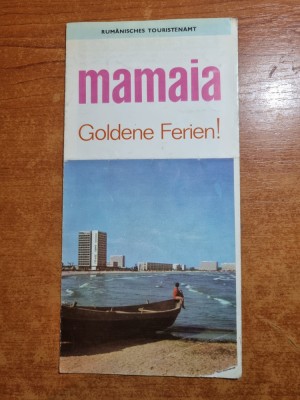 RUMÄNISCHES TOURISTENAMT
mamaia
Goldene Ferien!